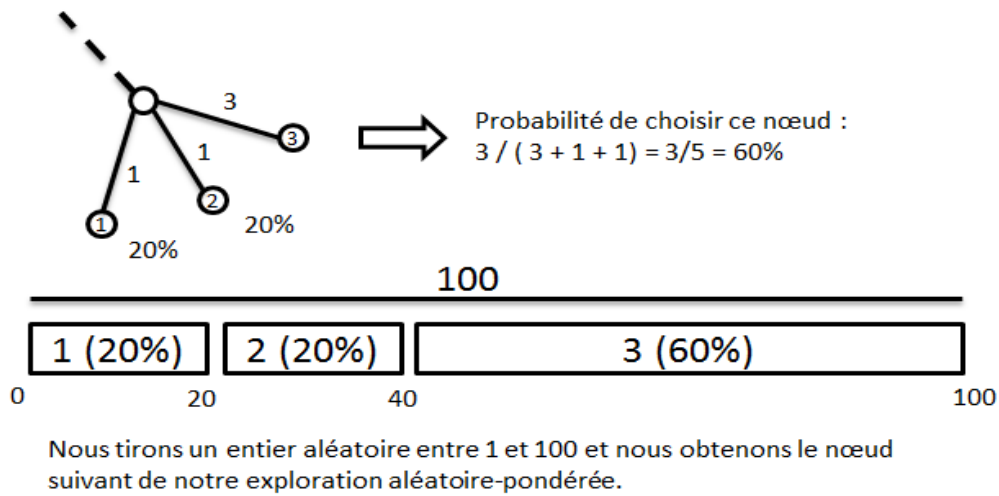 3
3
1
1
2
1
20%
20%
Probabilité de choisir ce nœud :
3 / ( 3 + 1 + 1) = 3/5 = 60%
100
1 (20%) 2 (20%) 3 (60%)
0 20 40 100
Nous tirons un entier aléatoire entre 1 et 100 et nous obtenons le nœud
suivant de notre exploration aléatoire-pondérée.